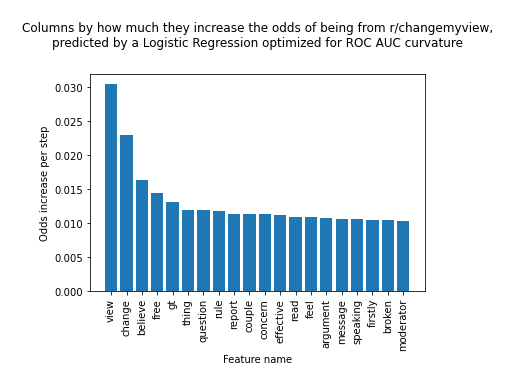 Columns by how much they increase the odds of being from r/changemyview,
predicted by a Logistic Regression optimized for ROC AUC curvature
0.030
0.025
0.020
0.015
0.010
0.005
0.000
Odds increase per step
view
change
believe
free
gt
thing
question
rule
report
couple
concern
effective
read
feel
argument
message
speaking
firstly
broken
moderator
Feature name